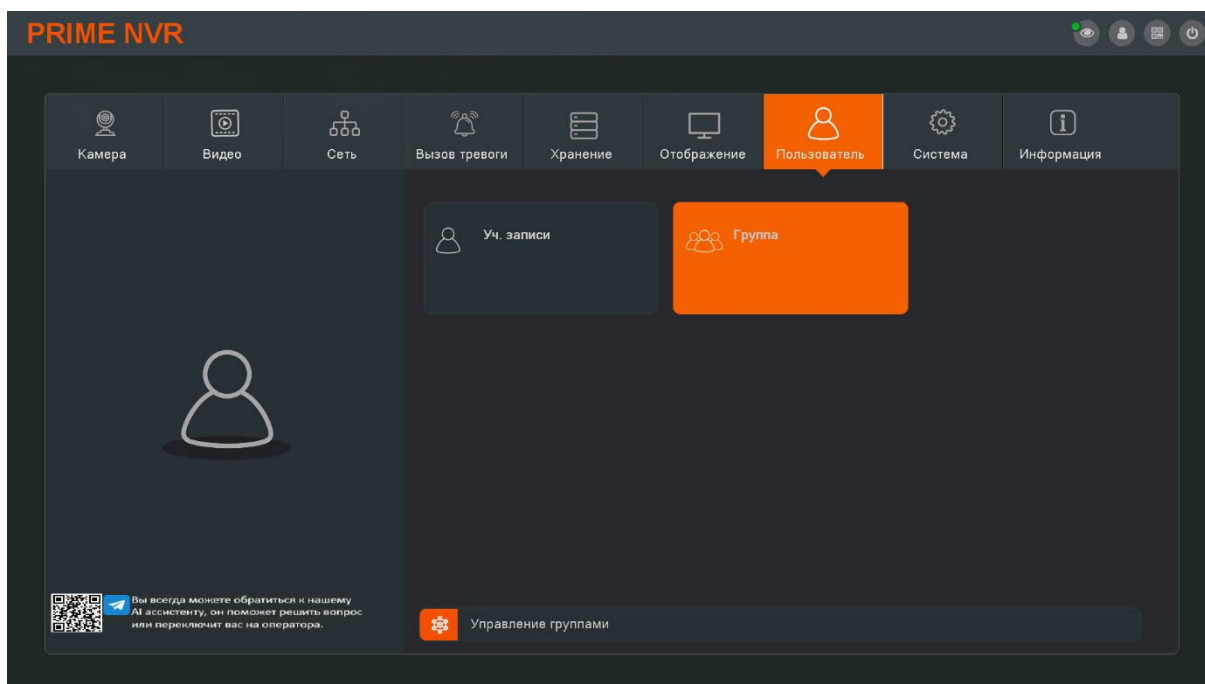 PRIME NVR
Камера
Видео
Сеть
Вызов тревоги
Хранение
Отображение
Пользователь
Система
Информация
Уч. записи
Группа
Вы всегда можете обратиться к нашему
AI ассистенту, он поможет решить вопрос
или переключит вас на оператора.
Управление группами